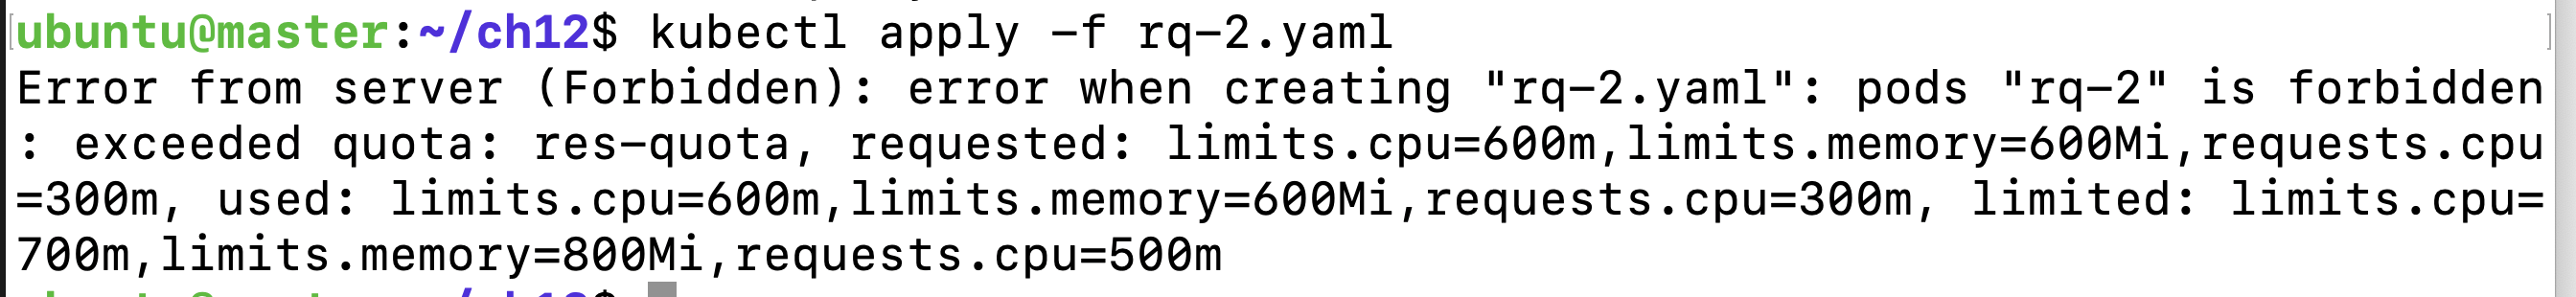 ubuntu@master:~/ch12$ kubectl apply -f rq-2.yaml
Error from server (Forbidden): error when creating "rq-2.yaml": pods "rq-2" is forbidden
: exceeded quota: res-quota, requested: limits.cpu=600m,limits.memory=600Mi,requests.cpu
=300m, used: limits.cpu=600m,limits.memory=600Mi,requests.cpu=300m, limited: limits.cpu=
700m,limits.memory=800Mi,requests.cpu=500m